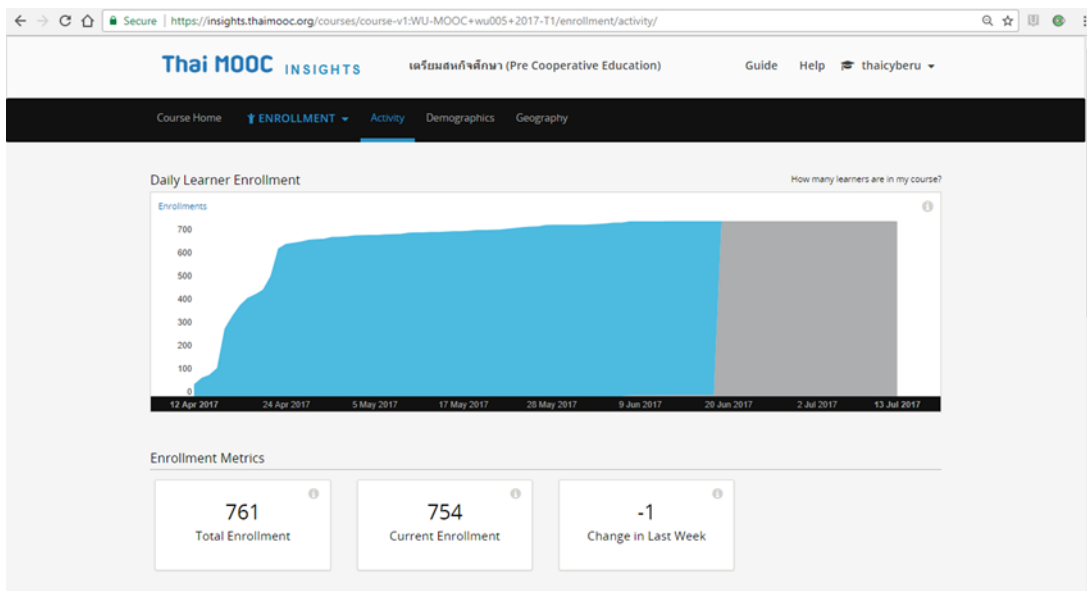 Secure | https://insights.thaimooc.org/courses/course-v1:WU-MOOC+wu005+2017-T1/enrollment/activity/
Thai MOOC INSIGHTS เตรียมสหกิจศึกษา (Pre Cooperative Education) Guide Help thaicyberu
Course Home ENROLLMENT Activity Demographics Geography
Daily Learner Enrollment How many learners are in my course?
Enrollments
700
600
500
400
300
200
100
0
12 Apr 2017 24 Apr 2017 5 May 2017 17 May 2017 28 May 2017 9 Jun 2017 20 Jun 2017 2 Jul 2017 13 Jul 2017
Enrollment Metrics
761 754 -1
Total Enrollment Current Enrollment Change in Last Week